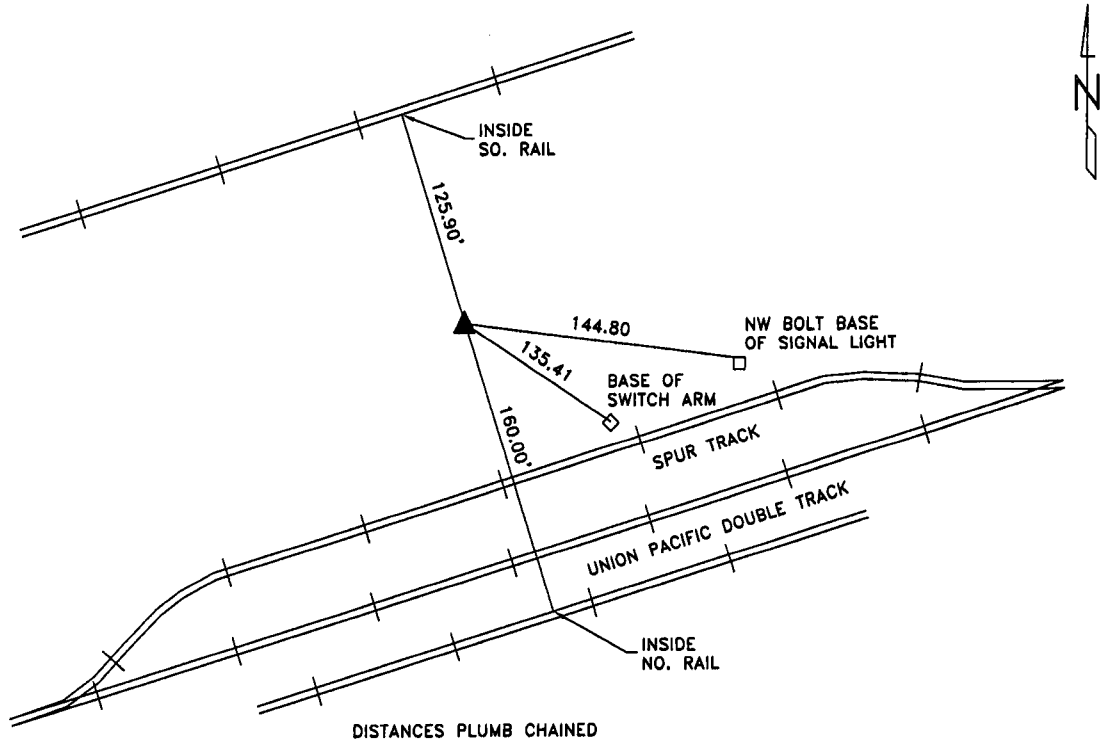 N
INSIDE
SO. RAIL
125.90'
144.80
NW BOLT BASE
OF SIGNAL LIGHT
135.41
BASE OF
SWITCH ARM
160.00'
SPUR TRACK
UNION PACIFIC DOUBLE TRACK
INSIDE
NO. RAIL
DISTANCES PLUMB CHAINED